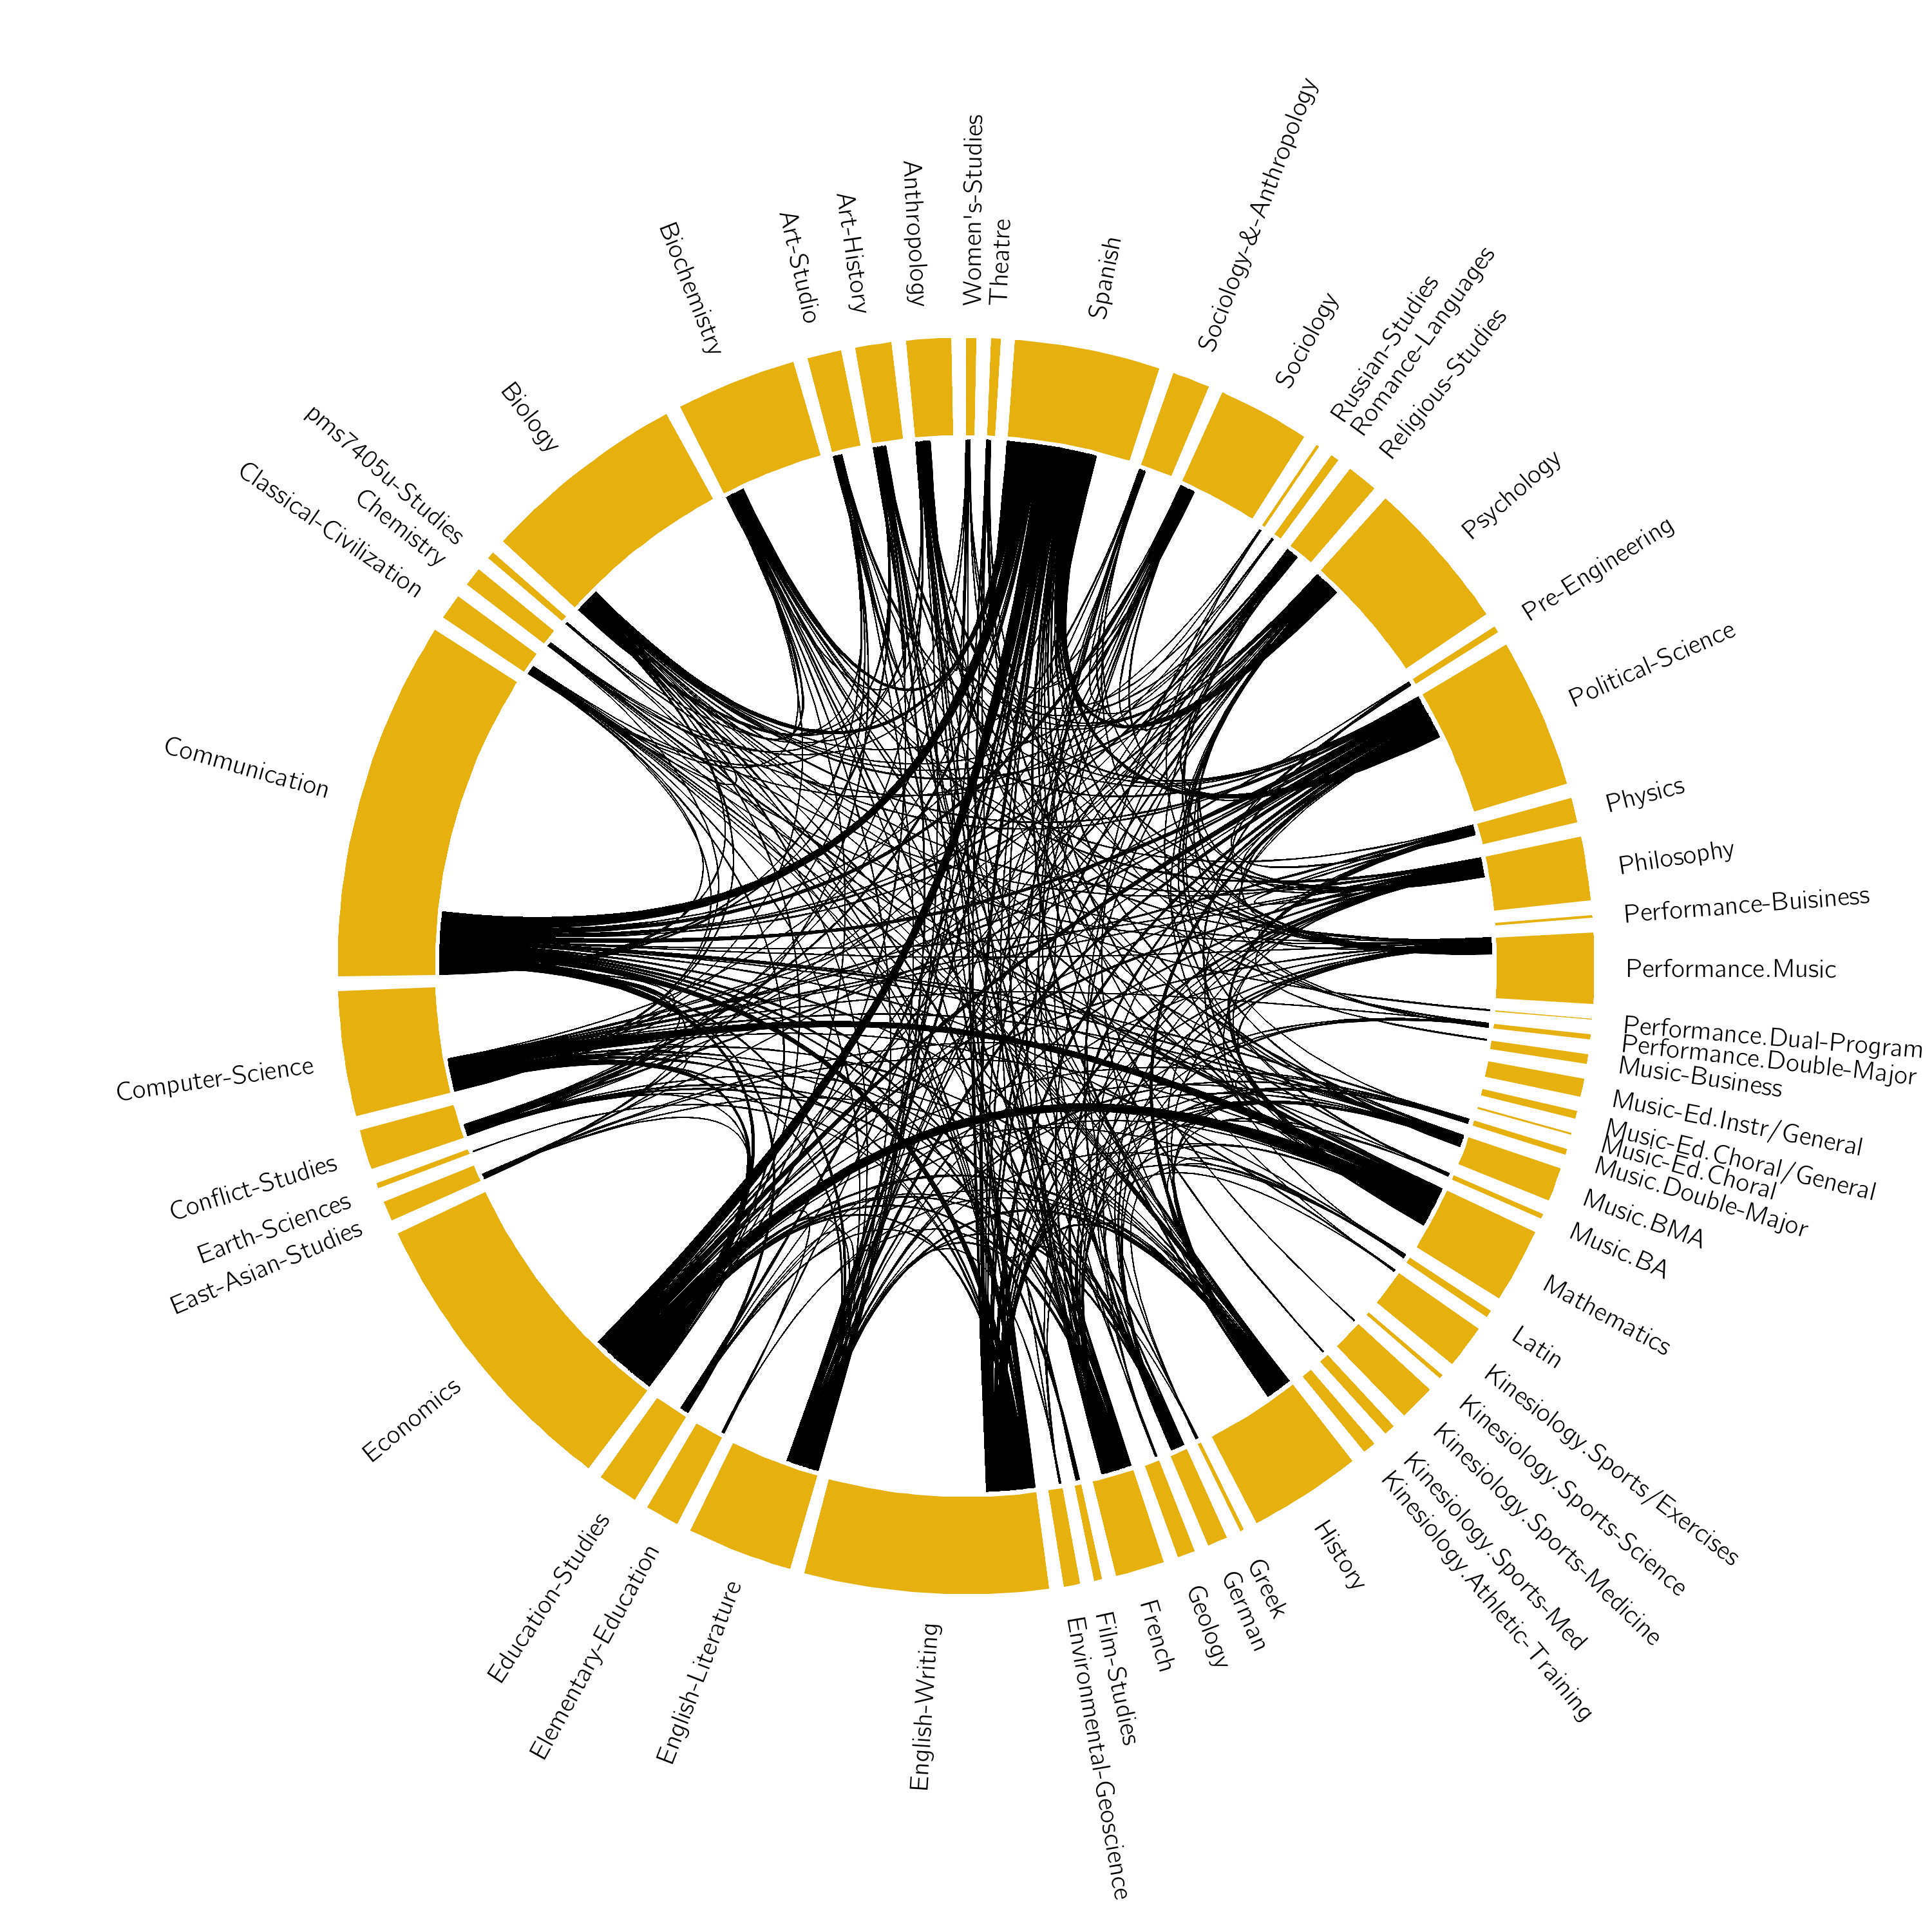 Women's-Studies
Theatre
Spanish
Sociology-&-Anthropology
Sociology
Russian-Studies
Romance-Languages
Religious-Studies
Psychology
Pre-Engineering
Political-Science
Physics
Philosophy
Performance-Buisiness
Performance.Music
Performance.Dual-Program
Performance.Double-Major
Music-Business
Music-Ed.Instr/General
Music-Ed.Choral/General
Music-Ed.Choral
Music.Double-Major
Music.BMA
Music.BA
Mathematics
Latin
Kinesiology.Sports/Exercises
Kinesiology.Sports-Science
Kinesiology.Sports-Medicine
Kinesiology.Sports-Med
Kinesiology.Athletic-Training
History
Greek
German
Geology
French
Film-Studies
Environmental-Geoscience
English-Writing
English-Literature
Elementary-Education
Education-Studies
Economics
East-Asian-Studies
Earth-Sciences
Conflict-Studies
Computer-Science
Communication
Classical-Civilization
Chemistry
pms7405u-Studies
Biology
Biochemistry
Art-Studio
Art-History
Anthropology